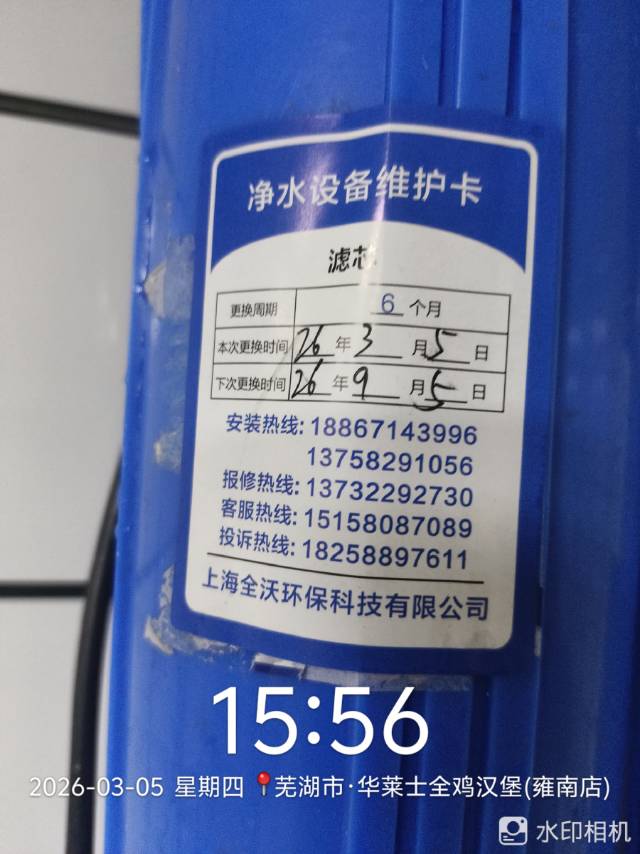 净水设备维护卡
滤芯
更换周期 6 个月
本次更换时间 26 年 3 月 5 日
下次更换时间 26 年 9 月 5 日
安装热线: 18867143996
13758291056
报修热线: 13732292730
客服热线: 15158087089
投诉热线: 18258897611
上海全沃环保科技有限公司
15:56
2026-03-05 星期四 芜湖市·华莱士全鸡汉堡(雍南店)
水印相机